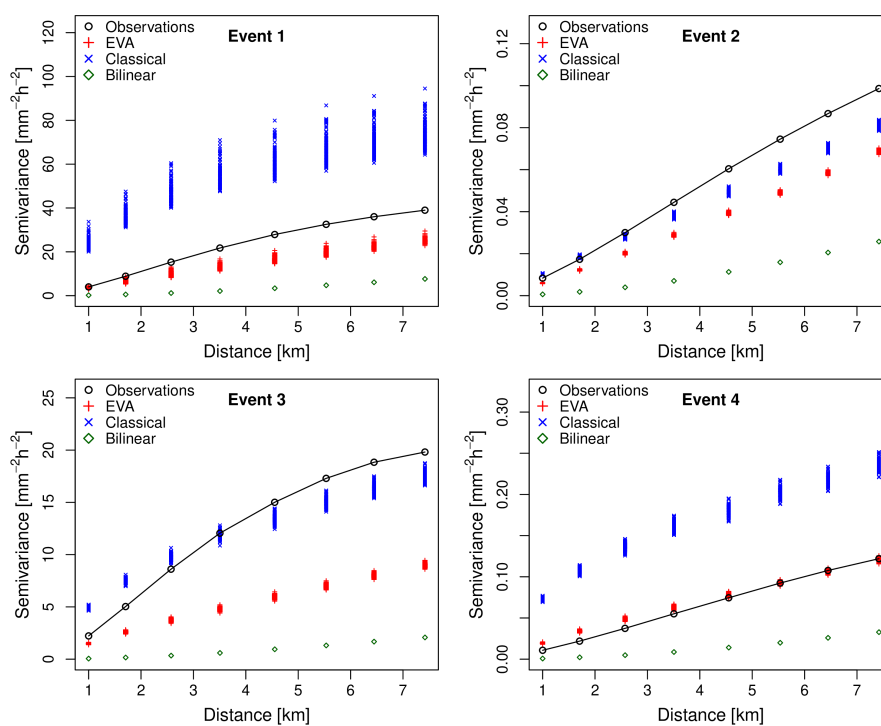 Event 1
Observations
EVA
Classical
Bilinear
Semivariance [mm−2h−2]
0 20 40 60 80 100 120
1 2 3 4 5 6 7
Distance [km]
Event 2
Observations
EVA
Classical
Bilinear
Semivariance [mm−2h−2]
0.00 0.04 0.08 0.12
1 2 3 4 5 6 7
Distance [km]
Event 3
Observations
EVA
Classical
Bilinear
Semivariance [mm−2h−2]
0 5 10 15 20 25
1 2 3 4 5 6 7
Distance [km]
Event 4
Observations
EVA
Classical
Bilinear
Semivariance [mm−2h−2]
0.00 0.10 0.20 0.30
1 2 3 4 5 6 7
Distance [km]